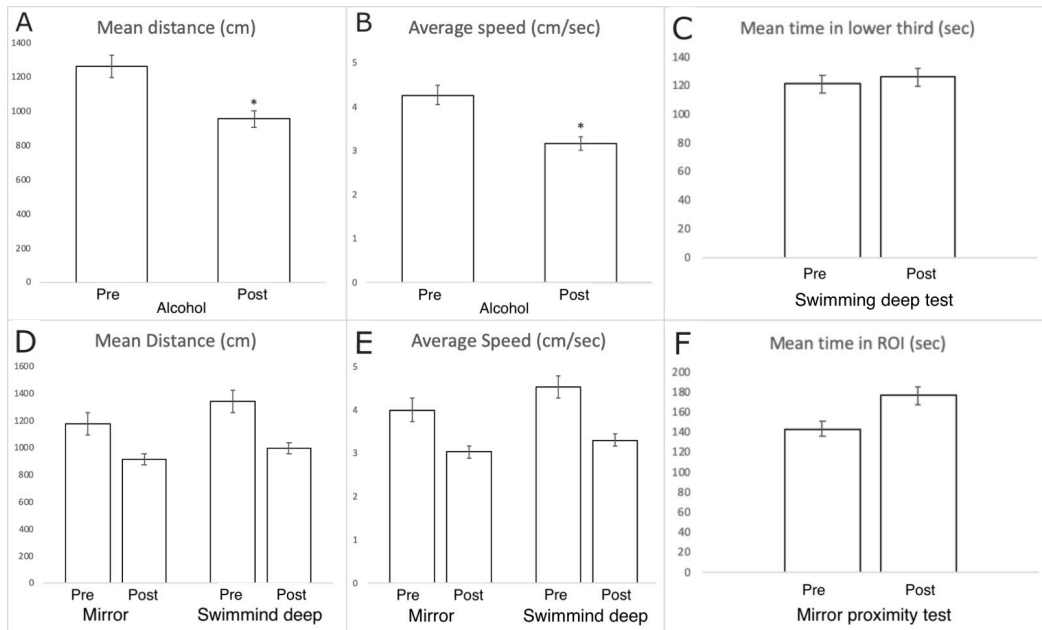 A
Mean distance (cm)
1400
1200
1000
800
600
400
200
0
*
Pre
Post
Alcohol
B
Average speed (cm/sec)
5
4
3
2
1
0
*
Pre
Post
Alcohol
C
Mean time in lower third (sec)
140
120
100
80
60
40
20
0
Pre
Post
Swimming deep test
D
Mean Distance (cm)
1600
1400
1200
1000
800
600
400
200
0
Pre
Post
Pre
Post
Mirror
Swimmind deep
E
Average Speed (cm/sec)
5
4
3
2
1
0
Pre
Post
Pre
Post
Mirror
Swimmind deep
F
Mean time in ROI (sec)
200
180
160
140
120
100
80
60
40
20
0
Pre
Post
Mirror proximity test